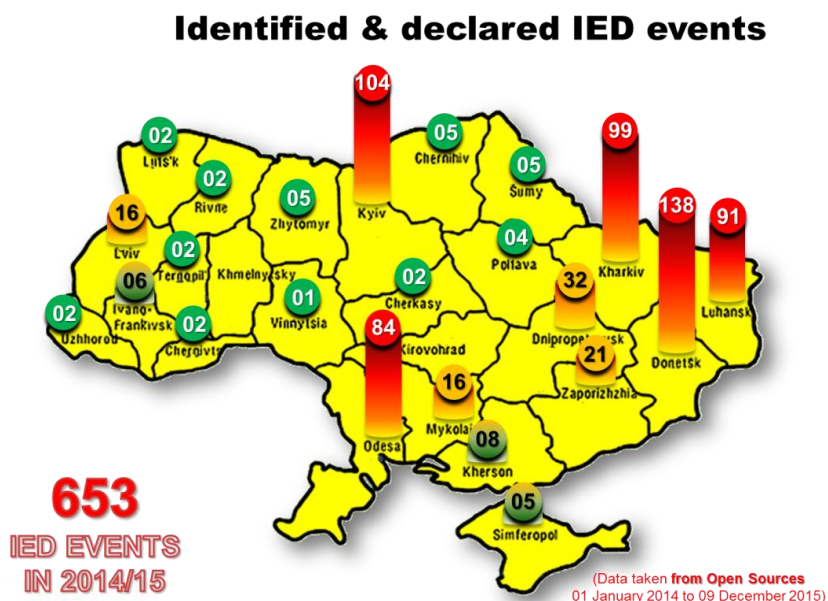 Identified & declared IED events
104
02
05
Chernihiv
99
Luts'k
02
Rivne
05
Zhytomyr
05
Sumy
Kyiv
138
91
16
Lviv
02
Ternopil'
Khmelnytsky
04
Poltava
Kharkiv
06
Ivano-
Frankivsk
02
Cherkasy
32
Dnipropetrovsk
Luhansk
02
Uzhhorod
02
Chernivtsi
01
Vinnytsia
84
Kirovohrad
21
Zaporizhzhia
Donetsk
16
Mykolai
Odesa
08
Kherson
05
Simferopol
653
IED EVENTS
IN 2014/15
(Data taken from Open Sources
01 January 2014 to 09 December 2015)